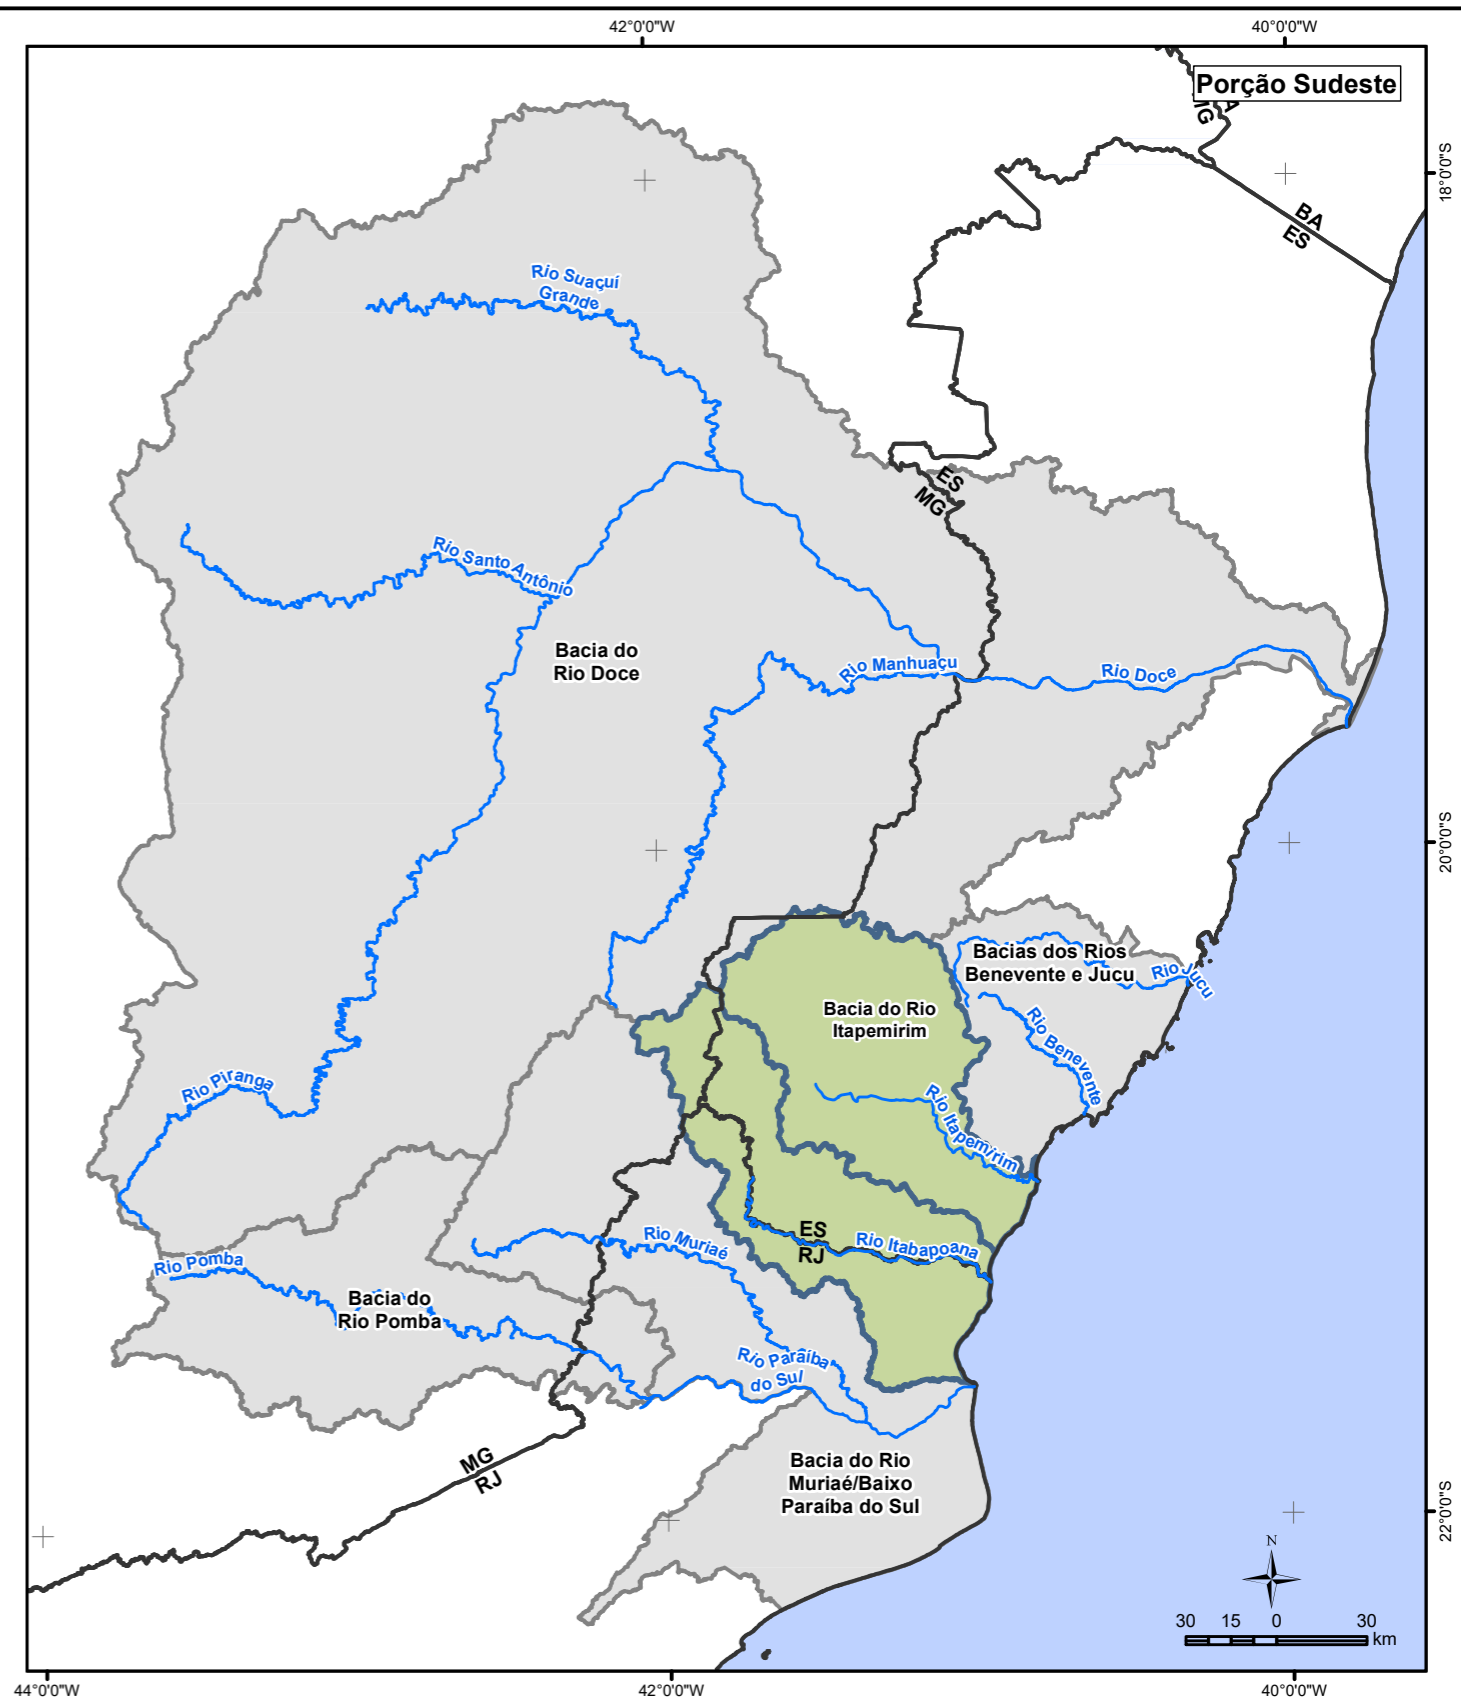 42°0'0"W
40°0'0"W
Porção Sudeste
BA
MG
18°0'0"S
BA
ES
Rio Suaçuí
Grande
ES
MG
Rio Santo Antônio
Bacia do
Rio Doce
Rio Manhuaçu
Rio Doce
20°0'0"S
Bacias dos Rios
Benevente e Jucu
Rio Jucu
Bacia do Rio
Itapemirim
Rio Benevente
Rio Piranga
Rio Itapemirim
Rio Muriaé
ES
RJ
Rio Itabapoana
Rio Pomba
Bacia do
Rio Pomba
Rio Paraíba
do Sul
MG
RJ
Bacia do Rio
Muriaé/Baixo
Paraíba do Sul
22°0'0"S
N
30 15 0 30
km
44°0'0"W
42°0'0"W
40°0'0"W